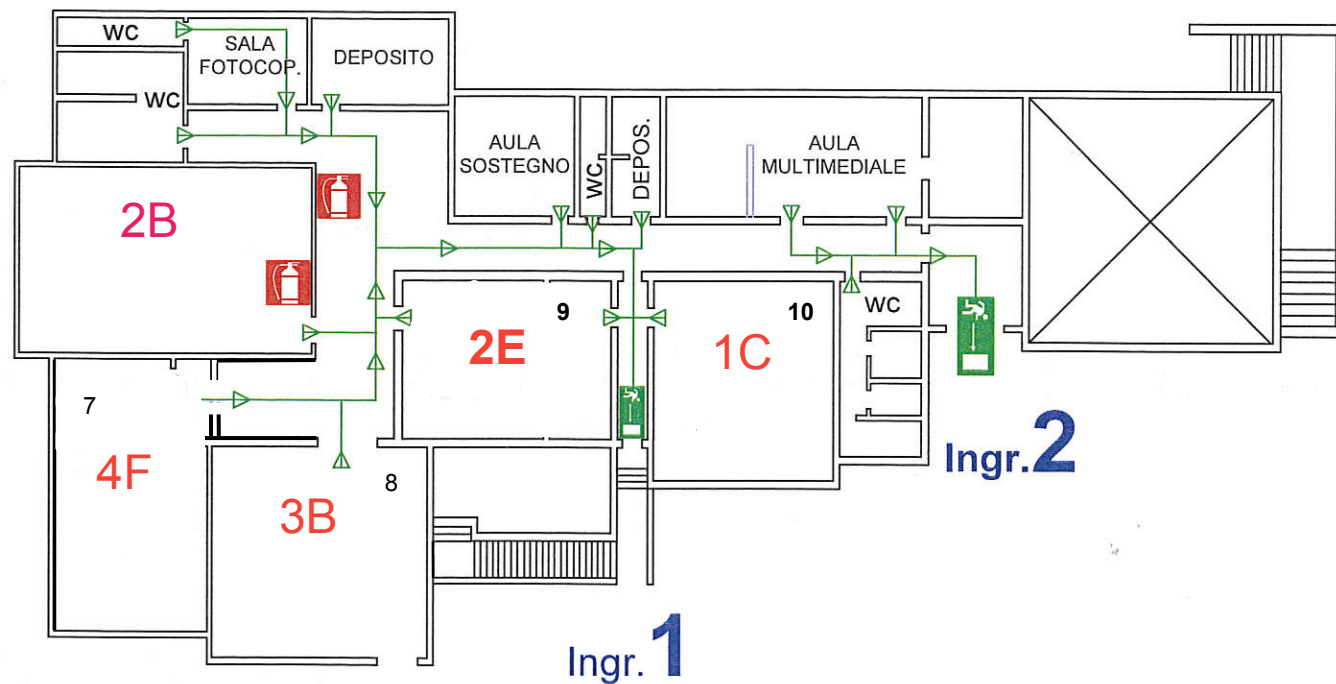 WC
SALA
FOTOCOP.
DEPOSITO
WC
AULA
SOSTEGNO
WC
DEPOS.
AULA
MULTIMEDIALE
2B
9
2E
10
1C
WC
7
4F
8
3B
Ingr.2
Ingr.1